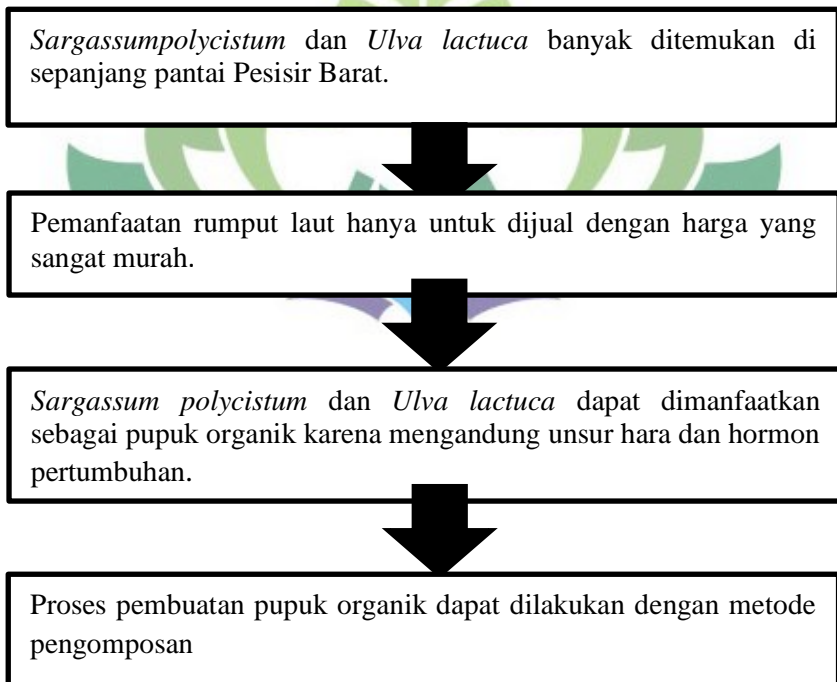 Sargassumpolycistum dan Ulva lactuca banyak ditemukan di
sepanjang pantai Pesisir Barat.
Pemanfaatan rumput laut hanya untuk dijual dengan harga yang
sangat murah.
Sargassum polycistum dan Ulva lactuca dapat dimanfaatkan
sebagai pupuk organik karena mengandung unsur hara dan hormon
pertumbuhan.
Proses pembuatan pupuk organik dapat dilakukan dengan metode
pengomposan